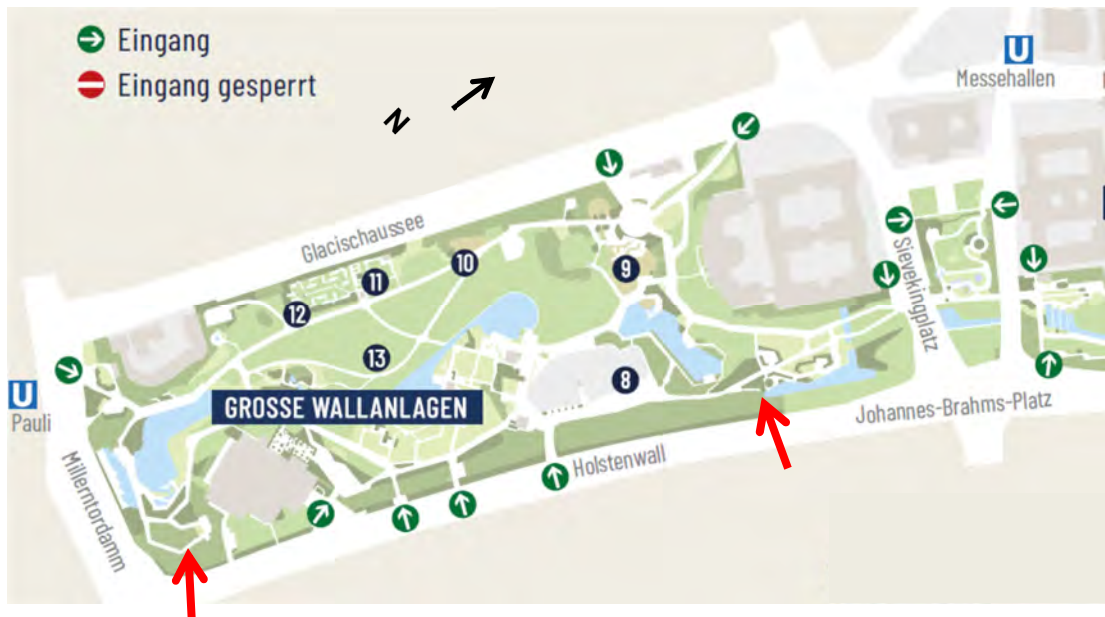 Eingang
Eingang gesperrt
N
U
Messehallen
Glacischaussee
10
9
11
12
13
8
Sievekingplatz
U
Pauli
GROSSE WALLANLAGEN
Johannes-Brahms-Platz
Holstenwall
Millerntordamm